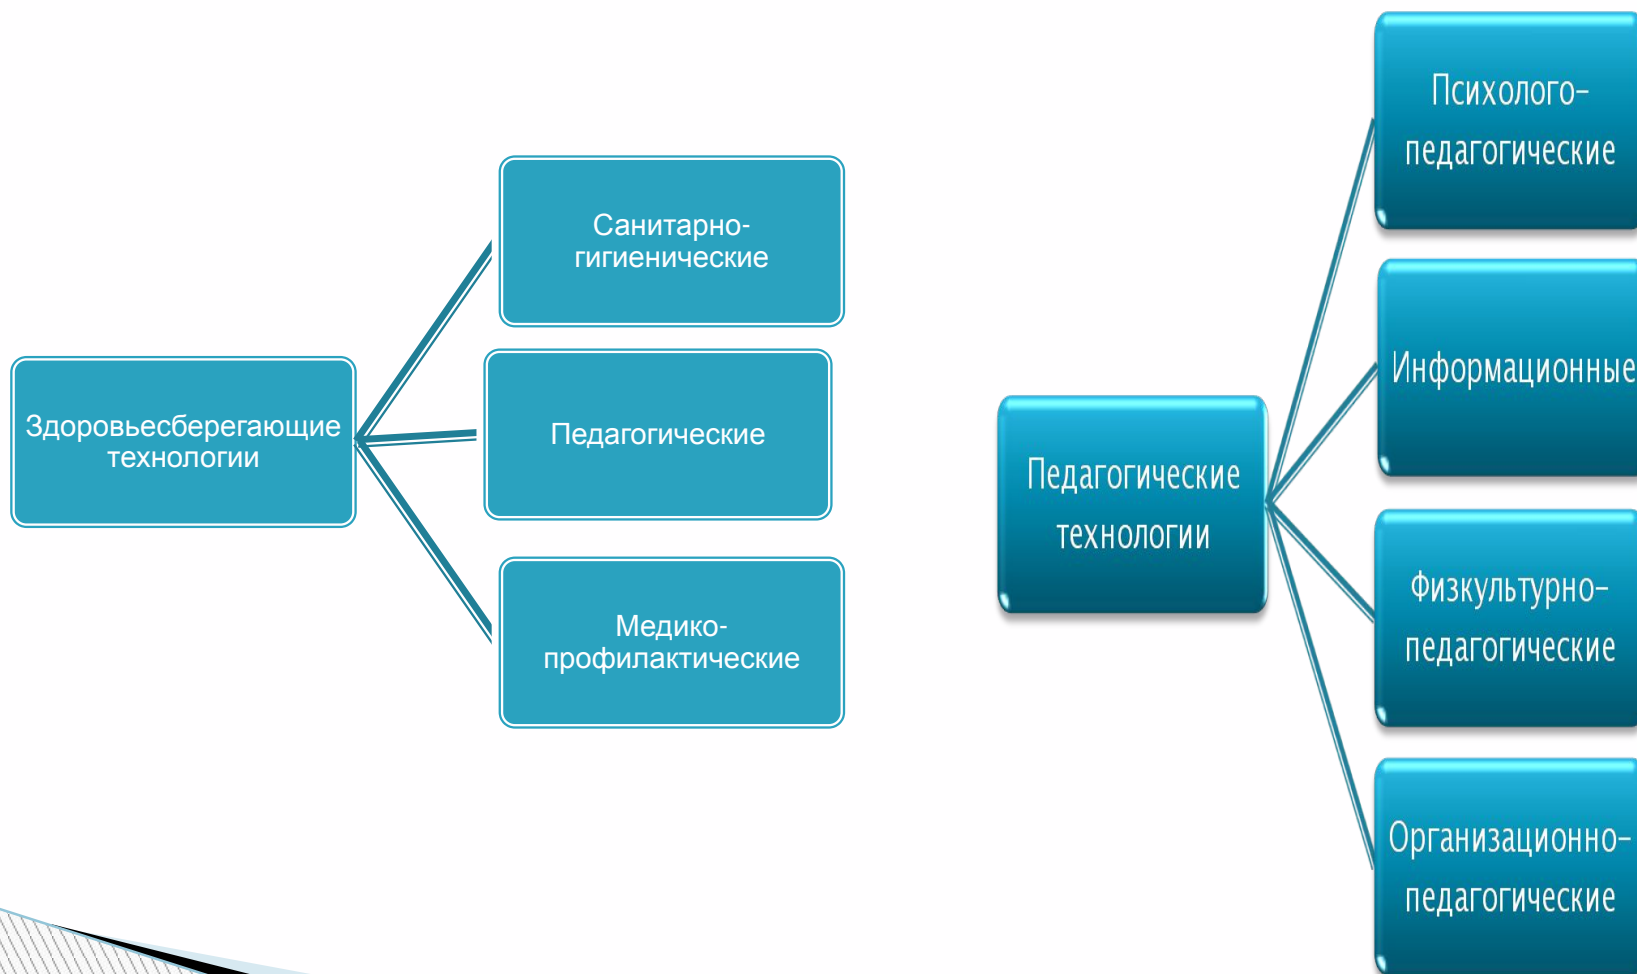 Здоровьесберегающие
технологии
Санитарно-
гигиенические
Педагогические
Медико-
профилактические
Педагогические
технологии
Психолого-
педагогические
Информационные
Физкультурно-
педагогические
Организационно-
педагогические